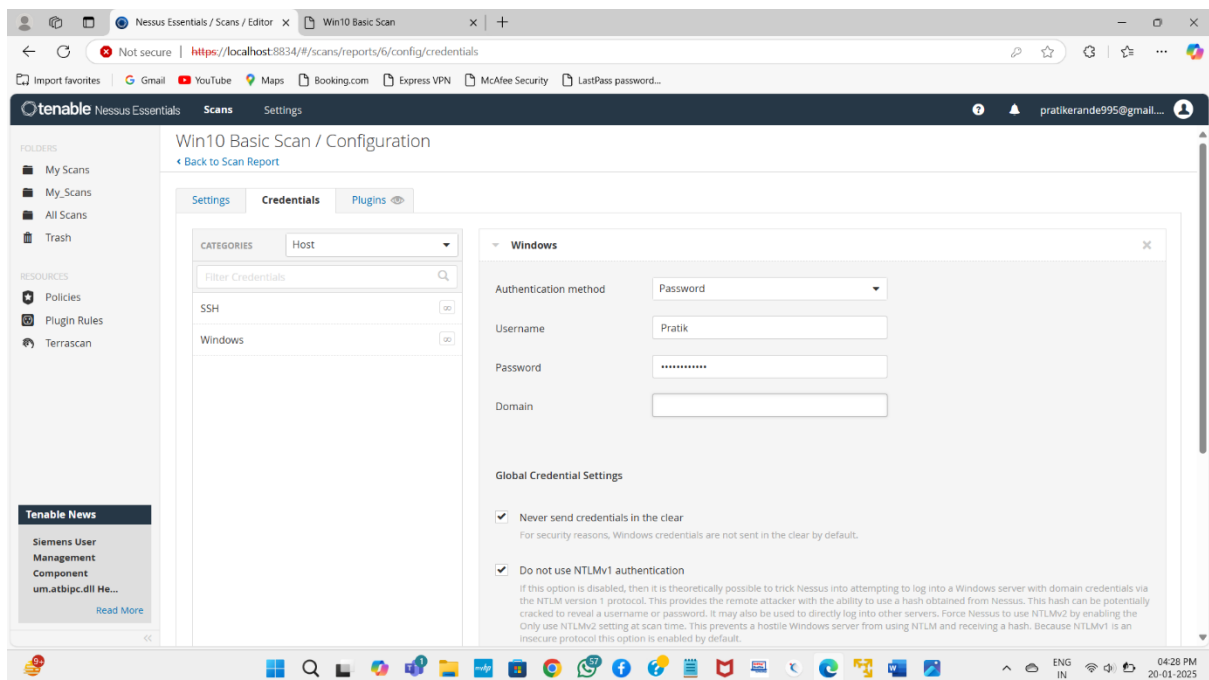 Nessus Essentials / Scans / Editor
Win10 Basic Scan
Not secure
https://localhost:8834/#/scans/reports/6/config/credentials
Import favorites
Gmail
YouTube
Maps
Booking.com
Express VPN
McAfee Security
LastPass password...
tenable Nessus Essentials
Scans
Settings
pratikerande995@gmail....
FOLDERS
My Scans
My_Scans
All Scans
Trash
RESOURCES
Policies
Plugin Rules
Terrascan
Tenable News
Siemens User
Management
Component
um.atbipc.dll He...
Read More
Win10 Basic Scan / Configuration
Back to Scan Report
Settings
Credentials
Plugins
CATEGORIES
Host
Filter Credentials
SSH
Windows
Windows
Authentication method
Password
Username
Pratik
Password
••••••••••••
Domain
Global Credential Settings
Never send credentials in the clear
For security reasons, Windows credentials are not sent in the clear by default.
Do not use NTLMv1 authentication
If this option is disabled, then it is theoretically possible to trick Nessus into attempting to log into a Windows server with domain credentials via
the NTLM version 1 protocol. This provides the remote attacker with the ability to use a hash obtained from Nessus. This hash can be potentially
cracked to reveal a username or password. It may also be used to directly log into other servers. Force Nessus to use NTLMv2 by enabling the
Only use NTLMv2 setting at scan time. This prevents a hostile Windows server from using NTLM and receiving a hash. Because NTLMv1 is an
insecure protocol this option is enabled by default.
ENG
IN
04:28 PM
20-01-2025